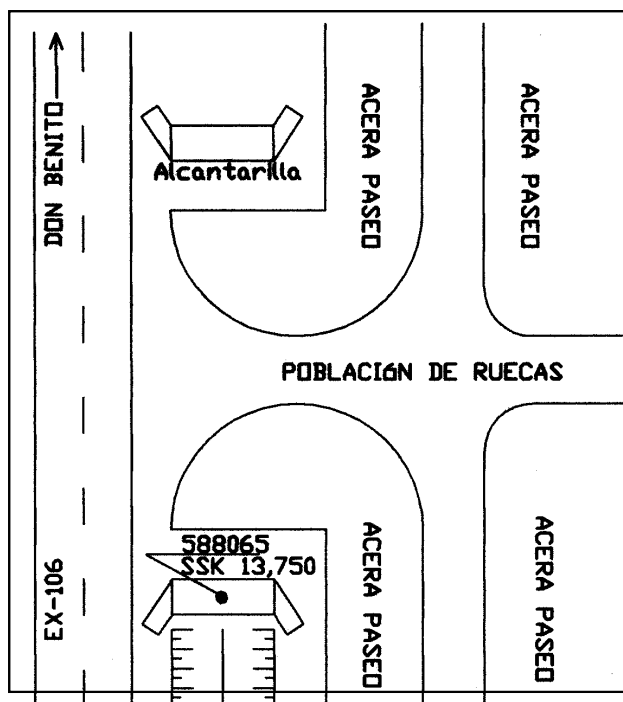 DON BENITO
ACERA PASEO
ACERA PASEO
Alcantarilla
POBLACIÓN DE RUECAS
588065
SSK 13,750
EX-106
ACERA PASEO
ACERA PASEO